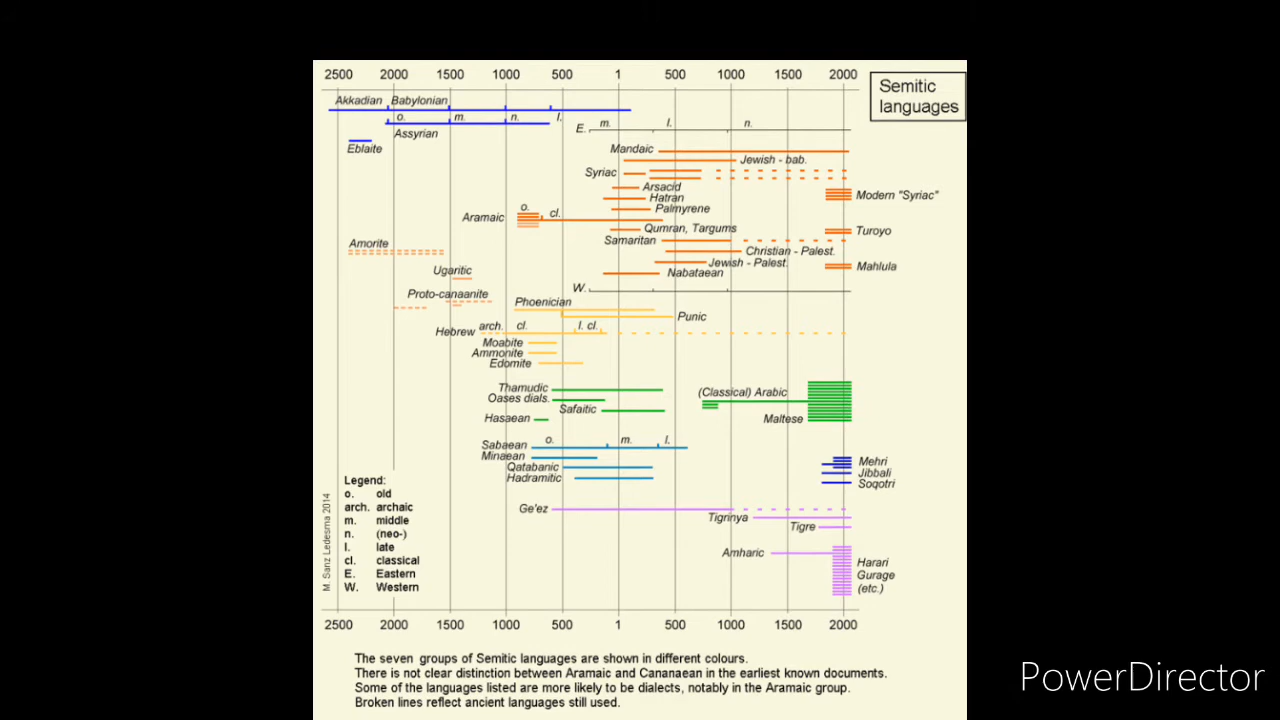 2500 2000 1500 1000 500 1 500 1000 1500 2000
Semitic
languages
Akkadian Babylonian
o. m. n. l.
Assyrian
Eblaite
E. m. l. n.
Mandaic
Jewish - bab.
Syriac
Arsacid
Hatran
Modern "Syriac"
Palmyrene
Aramaic o. cl.
Qumran, Targums
Turoyo
Samaritan
Amorite
Christian - Palest.
Jewish - Palest.
Mahlula
Ugaritic
Nabataean
W.
Proto-canaanite
Phoenician
Punic
Hebrew arch. cl. l. cl.
Moabite
Ammonite
Edomite
Thamudic
(Classical) Arabic
Oases dials.
Safaitic
Hasaean
Maltese
Sabaean o. m. l.
Minaean
Mehri
Qatabanic
Jibbali
Hadramitic
Soqotri
Legend:
o. old
arch. archaic
m. middle
n. (neo-)
l. late
cl. classical
E. Eastern
W. Western
M. Sanz Ledesma 2014
Ge'ez
Tigrinya
Tigre
Amharic
Harari
Gurage
(etc.)
2500 2000 1500 1000 500 1 500 1000 1500 2000
The seven groups of Semitic languages are shown in different colours.
There is not clear distinction between Aramaic and Cananaean in the earliest known documents.
Some of the languages listed are more likely to be dialects, notably in the Aramaic group.
Broken lines reflect ancient languages still used.
PowerDirector